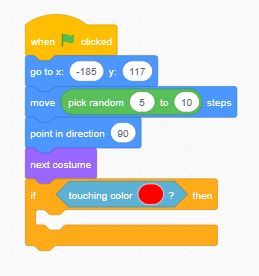 when clicked
go to x: -185 y: 117
move pick random 5 to 10 steps
point in direction 90
next costume
if touching color ? then